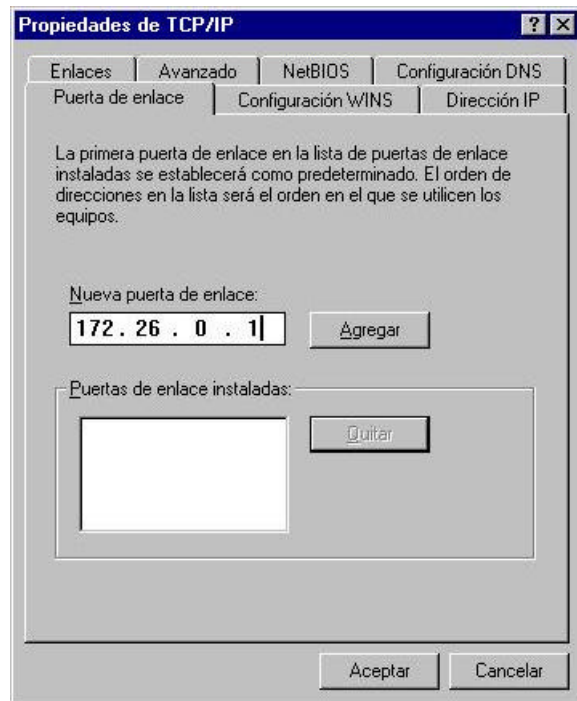 Propiedades de TCP/IP
Enlaces Avanzado NetBIOS Configuración DNS
Puerta de enlace Configuración WINS Dirección IP
La primera puerta de enlace en la lista de puertas de enlace
instaladas se establecerá como predeterminado. El orden de
direcciones en la lista será el orden en el que se utilicen los
equipos.
Nueva puerta de enlace:
172 . 26 . 0 . 1 Agregar
Puertas de enlace instaladas:
Quitar
Aceptar Cancelar